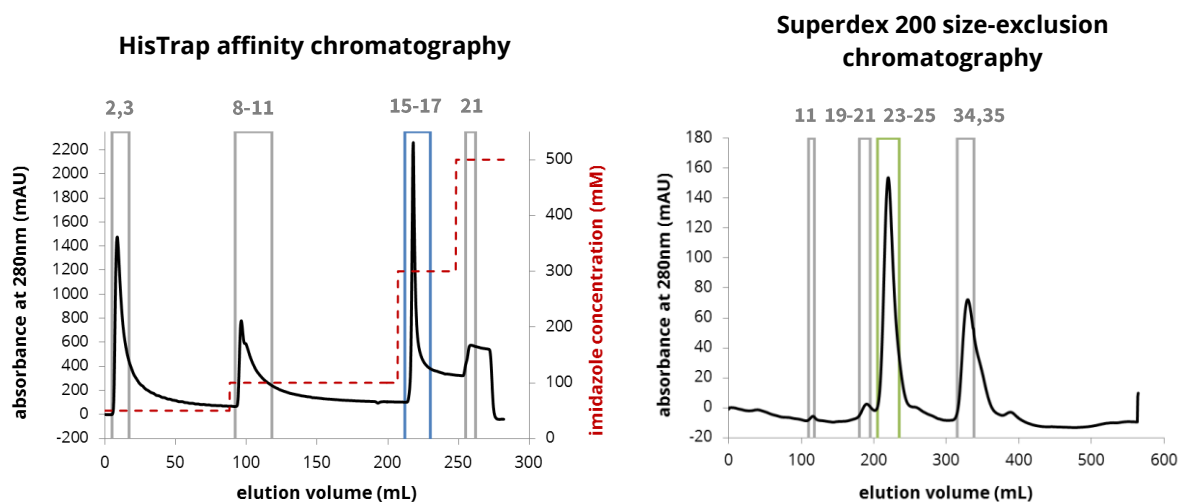 HisTrap affinity chromatography
2,3 8-11 15-17 21
2200
2000
1800
1600
1400
1200
1000
800
600
400
200
0
-200
absorbance at 280nm (mAU)
500
400
300
200
100
0
imidazole concentration (mM)
0 50 100 150 200 250 300
elution volume (mL)
Superdex 200 size-exclusion
chromatography
11 19-21 23-25 34,35
180
160
140
120
100
80
60
40
20
0
-20
absorbance at 280nm (mAU)
0 100 200 300 400 500 600
elution volume (mL)